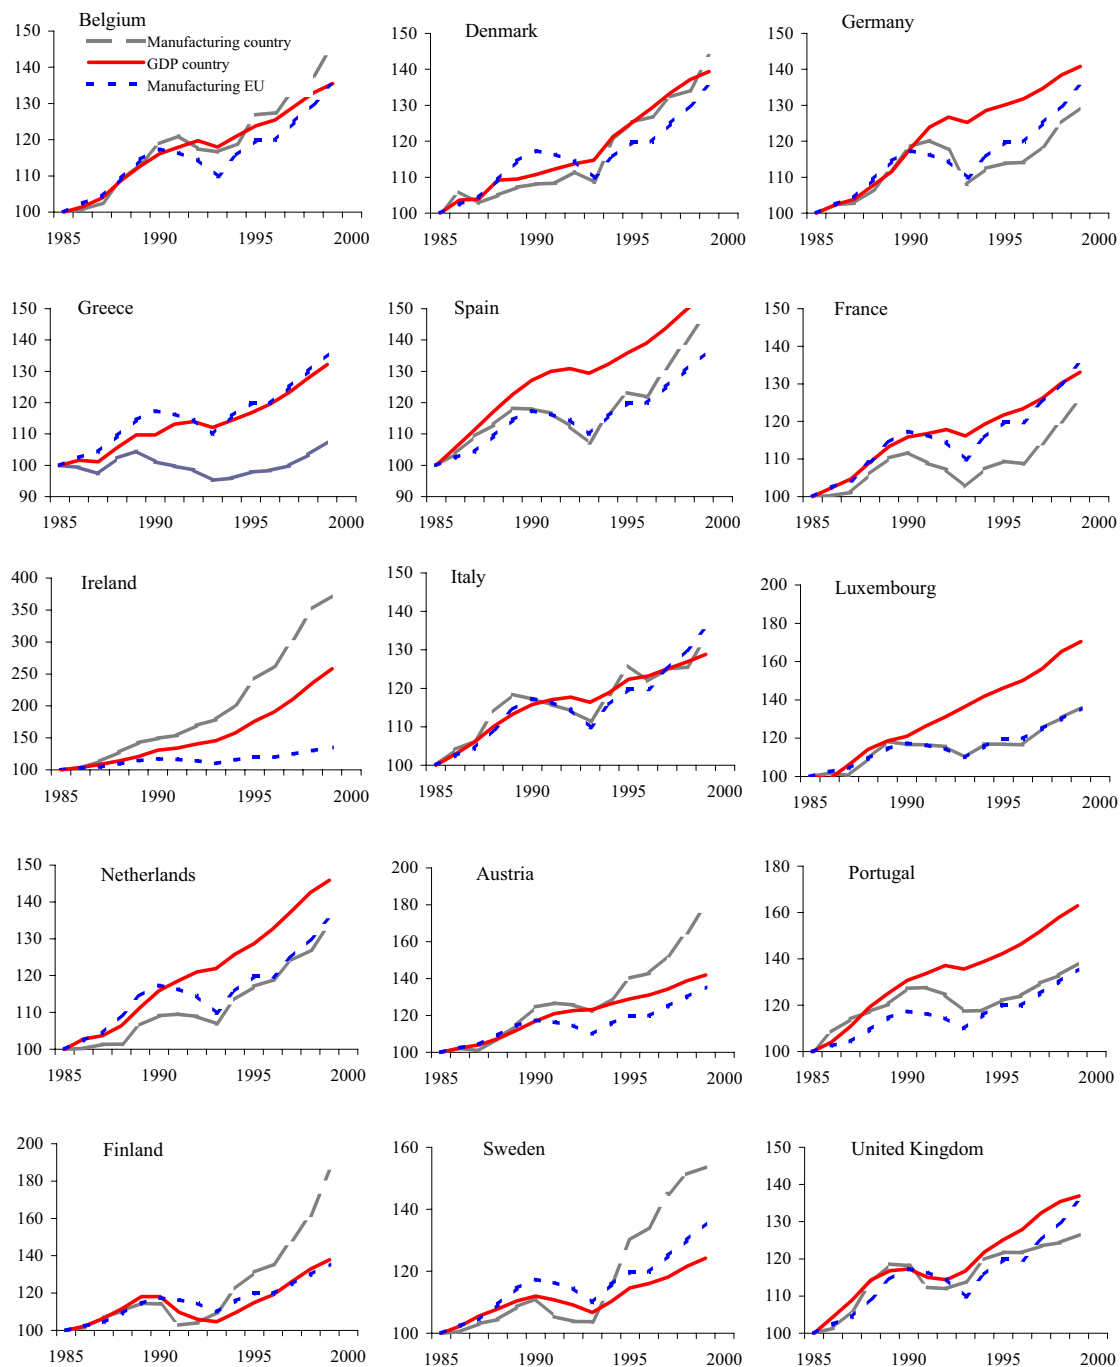 Belgium
150
140
130
120
110
100
1985 1990 1995 2000
Manufacturing country
GDP country
Manufacturing EU
Denmark
150
140
130
120
110
100
1985 1990 1995 2000
Germany
150
140
130
120
110
100
1985 1990 1995 2000
Greece
150
140
130
120
110
100
90
1985 1990 1995 2000
Spain
150
140
130
120
110
100
90
1985 1990 1995 2000
France
150
140
130
120
110
100
1985 1990 1995 2000
Ireland
400
350
300
250
200
150
100
1985 1990 1995 2000
Italy
150
140
130
120
110
100
1985 1990 1995 2000
Luxembourg
200
180
160
140
120
100
1985 1990 1995 2000
Netherlands
150
140
130
120
110
100
1985 1990 1995 2000
Austria
200
180
160
140
120
100
1985 1990 1995 2000
Portugal
180
160
140
120
100
1985 1990 1995 2000
Finland
200
180
160
140
120
100
1985 1990 1995 2000
Sweden
160
140
120
100
1985 1990 1995 2000
United Kingdom
150
140
130
120
110
100
1985 1990 1995 2000